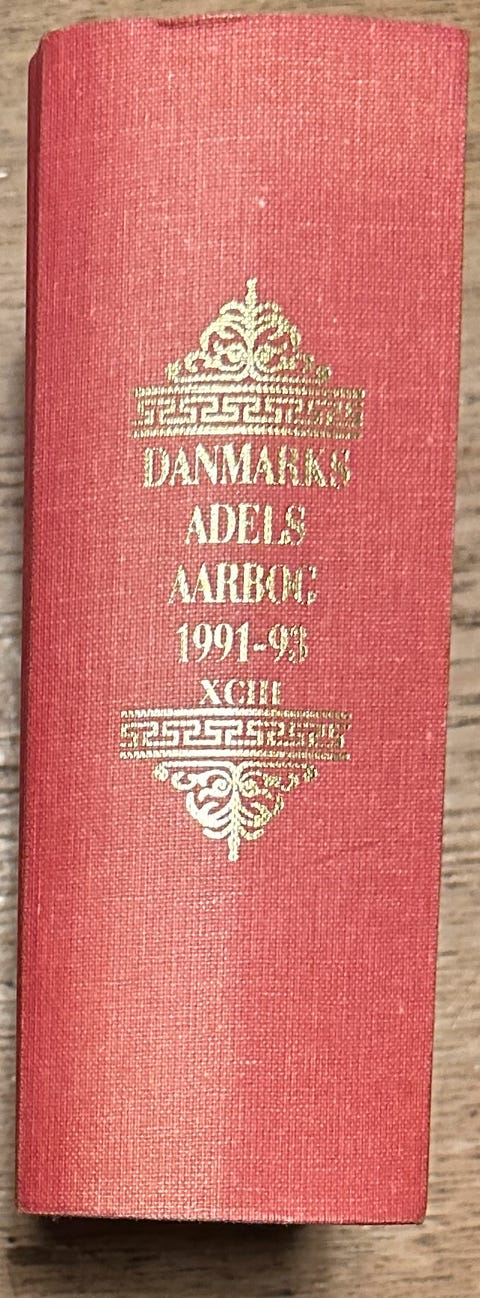 DANMARKS
ADELS
AARBOG
1991-93
XCIII